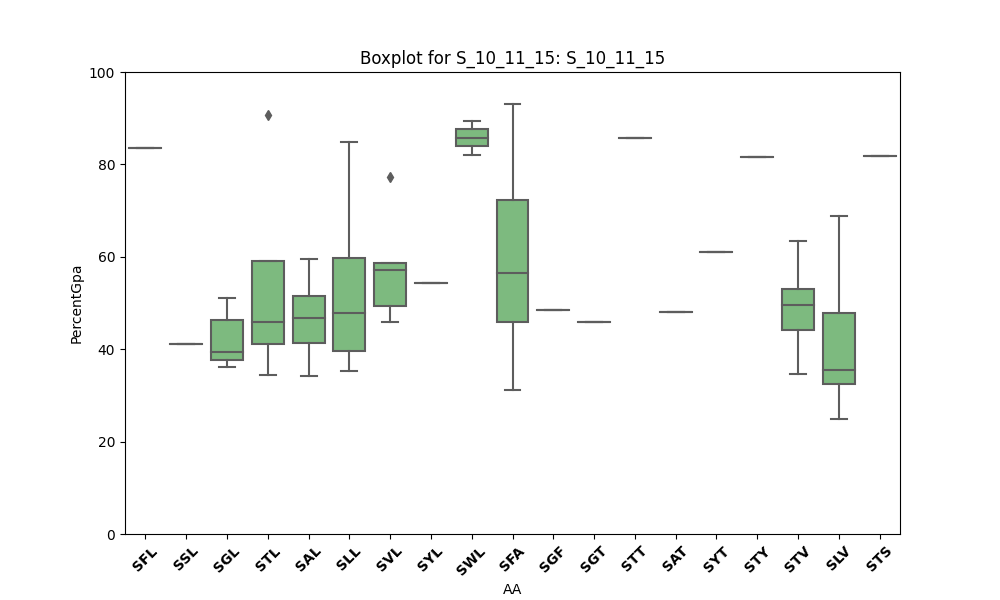 Boxplot for S_10_11_15: S_10_11_15
100
80
60
40
20
0
PercentGpa
SFL SSL SGL STL SAL SLL SVL SYL SWL SFA SGF SGT STT SAT SYT STY STV SLV STS
AA